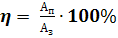 η = Aп/Aз · 100%